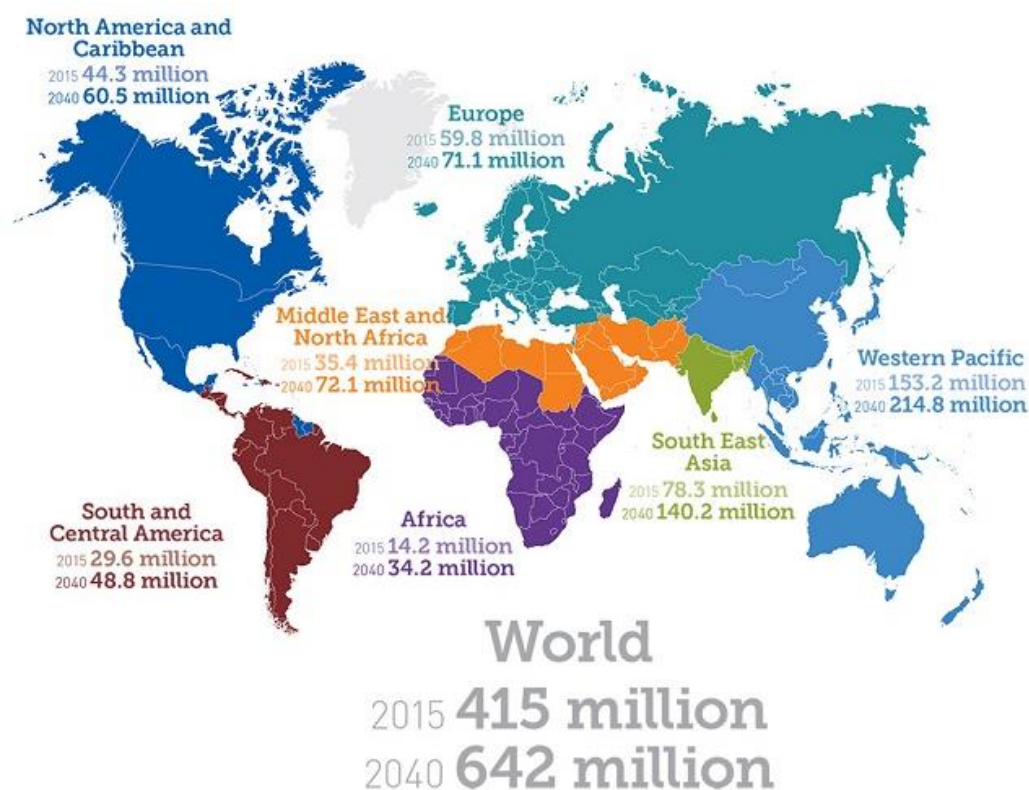 North America and
Caribbean
2015 44.3 million
2040 60.5 million
Europe
2015 59.8 million
2040 71.1 million
Middle East and
North Africa
2015 35.4 million
2040 72.1 million
Western Pacific
2015 153.2 million
2040 214.8 million
South East
Asia
2015 78.3 million
2040 140.2 million
South and
Central America
2015 29.6 million
2040 48.8 million
Africa
2015 14.2 million
2040 34.2 million
World
2015 415 million
2040 642 million